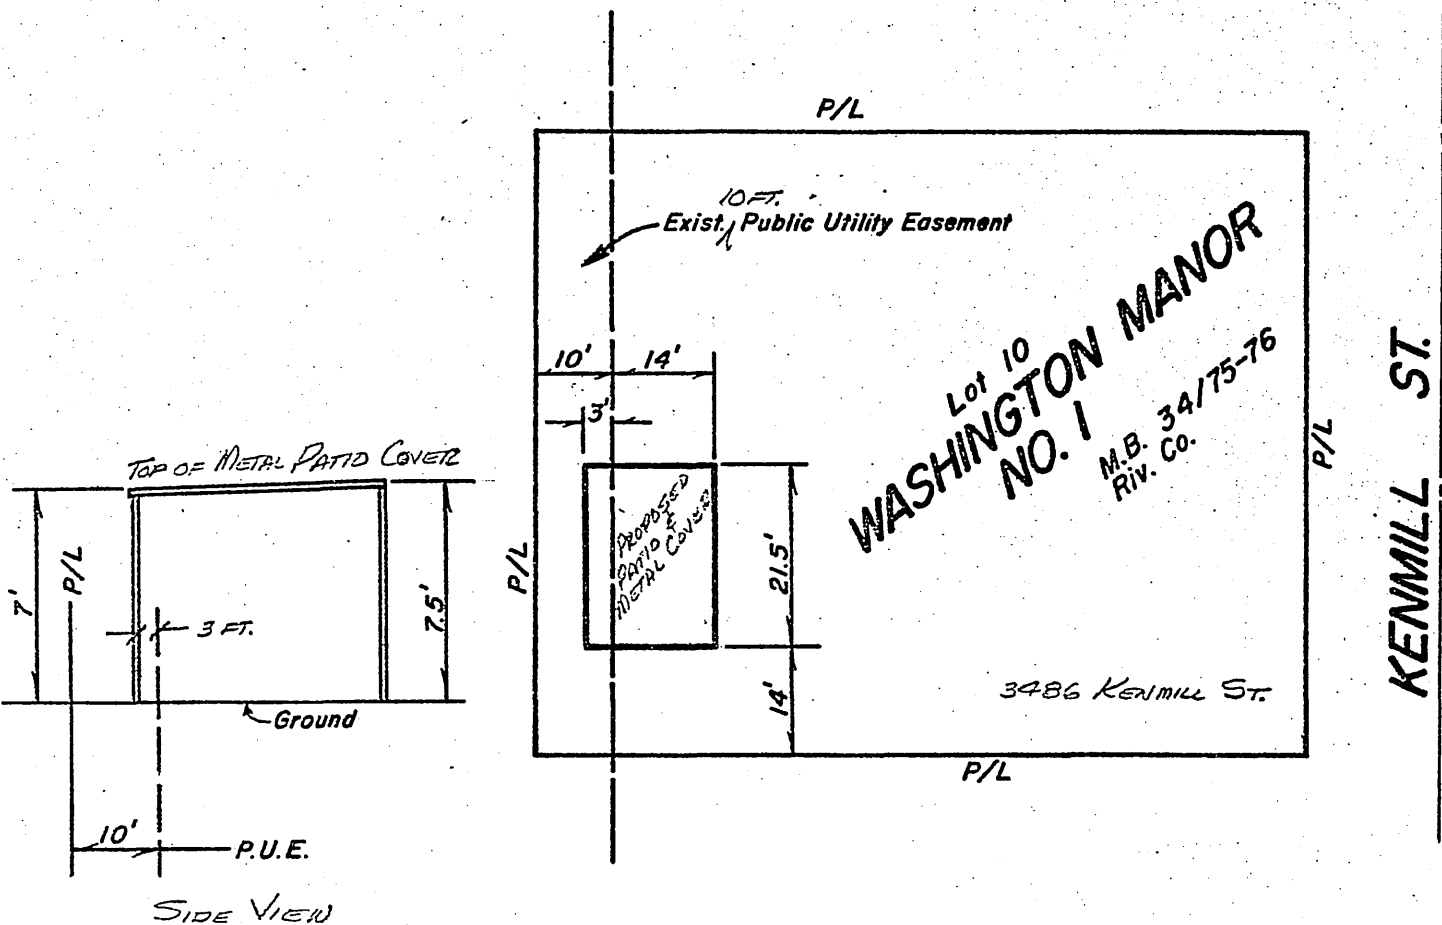 P/L
10 FT.
Exist. Public Utility Easement
10' 14'
3'
Lot 10
WASHINGTON MANOR
NO. 1
M.B. 34/75-76
Riv. Co.
KENMILL ST.
P/L
P/L
PROPOSED
PATIO &
METAL COVER
21.5'
14'
3486 KENMILL ST.
P/L
TOP OF METAL PATIO COVER
7'
P/L
3 FT.
7.5'
Ground
10'
P.U.E.
SIDE VIEW